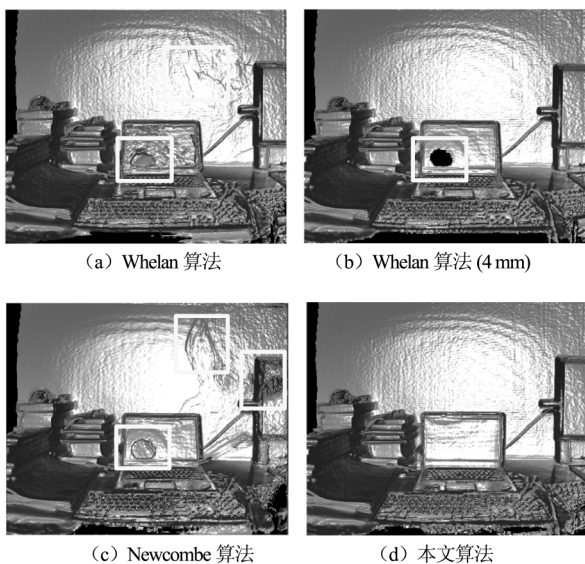 （a）Whelan 算法
（b）Whelan 算法 (4 mm)
（c）Newcombe 算法
（d）本文算法